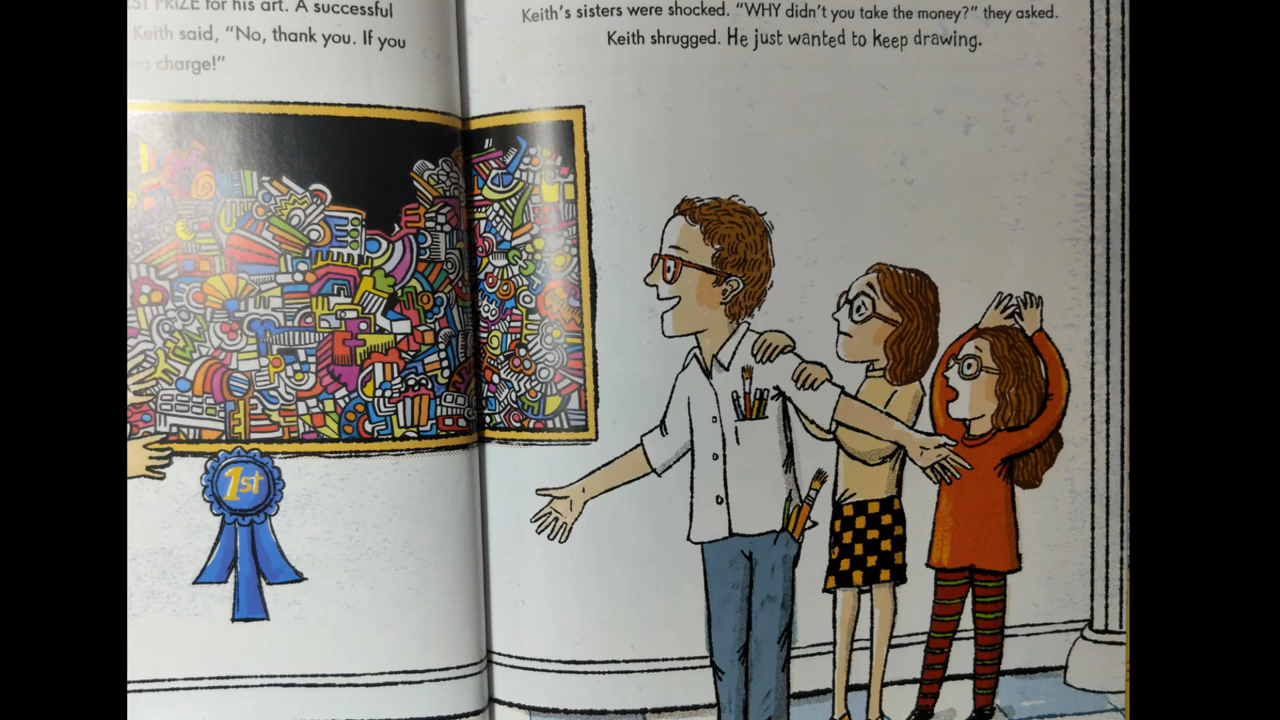 ST PRIZE for his art. A successful
Keith said, "No, thank you. If you
charge!"
Keith's sisters were shocked. "WHY didn't you take the money?" they asked.
Keith shrugged. He just wanted to keep drawing.
1st